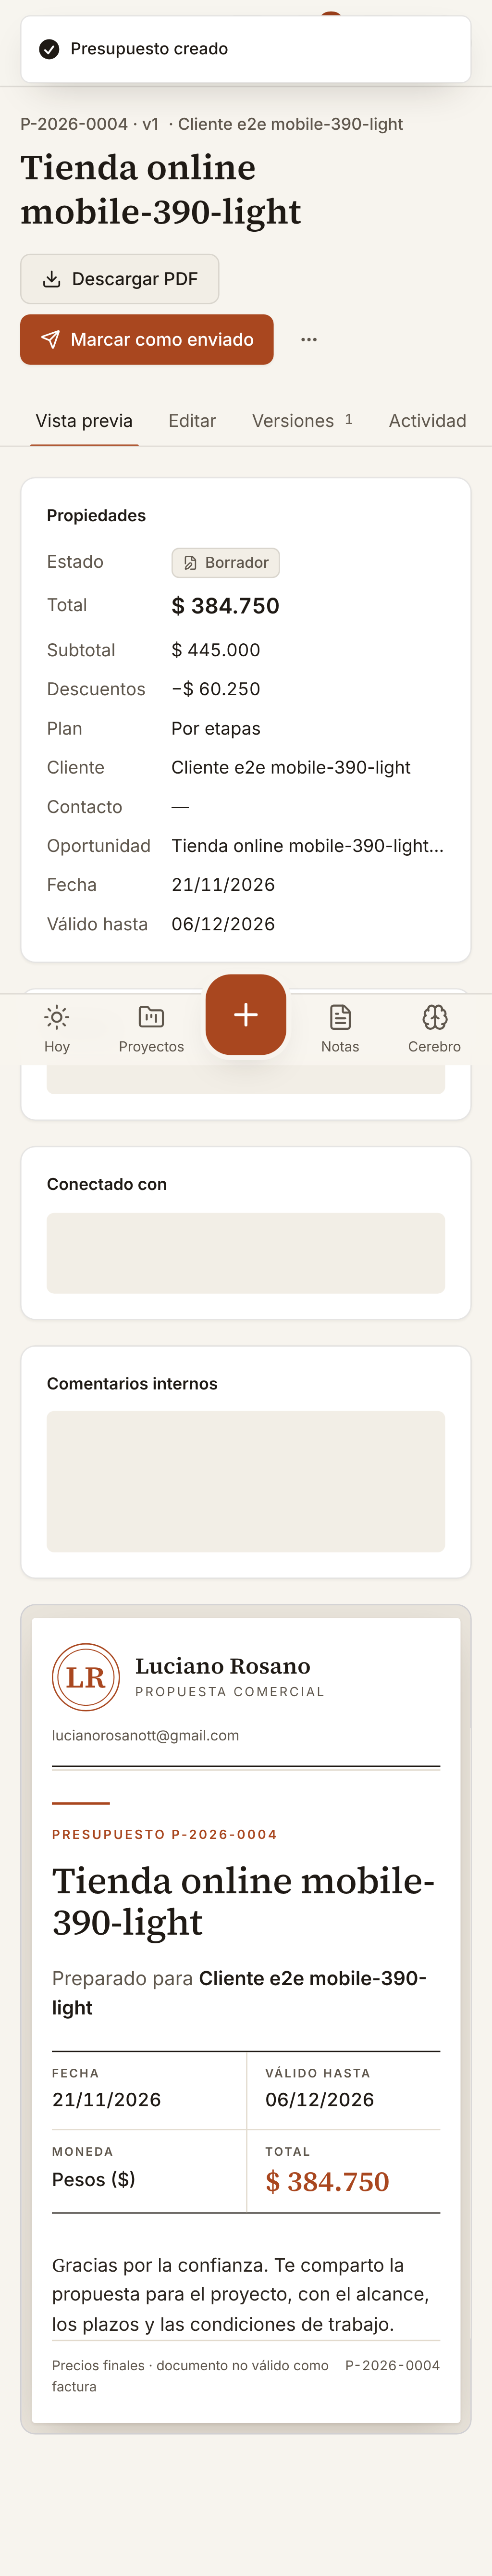 Presupuesto creado
P-2026-0004 · v1 · Cliente e2e mobile-390-light
Tienda online
mobile-390-light
Descargar PDF
Marcar como enviado
Vista previa Editar Versiones 1 Actividad
Propiedades
Estado Borrador
Total $ 384.750
Subtotal $ 445.000
Descuentos −$ 60.250
Plan Por etapas
Cliente Cliente e2e mobile-390-light
Contacto —
Oportunidad Tienda online mobile-390-light...
Fecha 21/11/2026
Válido hasta 06/12/2026
Hoy Proyectos Notas Cerebro
Conectado con
Comentarios internos
LR Luciano Rosano
PROPUESTA COMERCIAL
lucianorosanott@gmail.com
PRESUPUESTO P-2026-0004
Tienda online mobile-
390-light
Preparado para Cliente e2e mobile-390-
light
FECHA VÁLIDO HASTA
21/11/2026 06/12/2026
MONEDA TOTAL
Pesos ($) $ 384.750
Gracias por la confianza. Te comparto la
propuesta para el proyecto, con el alcance,
los plazos y las condiciones de trabajo.
Precios finales · documento no válido como P-2026-0004
factura